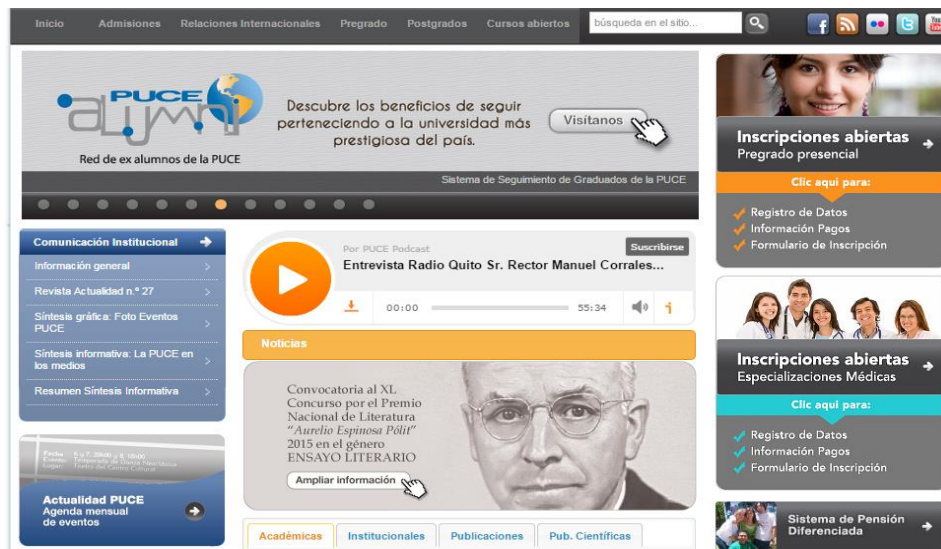 Inicio
Admisiones
Relaciones Internacionales
Pregrado
Postgrados
Cursos abiertos
búsqueda en el sitio...
PUCE
alumni
Red de ex alumnos de la PUCE
Descubre los beneficios de seguir
perteneciendo a la universidad más
prestigiosa del país.
Visítanos
Sistema de Seguimiento de Graduados de la PUCE
Inscripciones abiertas
Pregrado presencial
Clic aquí para:
Registro de Datos
Información Pagos
Formulario de Inscripción
Comunicación Institucional
Información general
Revista Actualidad n.º 27
Síntesis gráfica: Foto Eventos
PUCE
Síntesis informativa: La PUCE en
los medios
Resumen Síntesis Informativa
Por PUCE Podcast
Suscribirse
Entrevista Radio Quito Sr. Rector Manuel Corrales...
00:00
55:34
Noticias
Convocatoria al XL
Concurso por el Premio
Nacional de Literatura
“Aurelio Espinosa Pólit”
2015 en el género
ENSAYO LITERARIO
Ampliar información
Inscripciones abiertas
Especializaciones Médicas
Clic aquí para:
Registro de Datos
Información Pagos
Formulario de Inscripción
Actualidad PUCE
Agenda mensual
de eventos
Académicas
Institucionales
Publicaciones
Pub. Científicas
Sistema de Pensión
Diferenciada